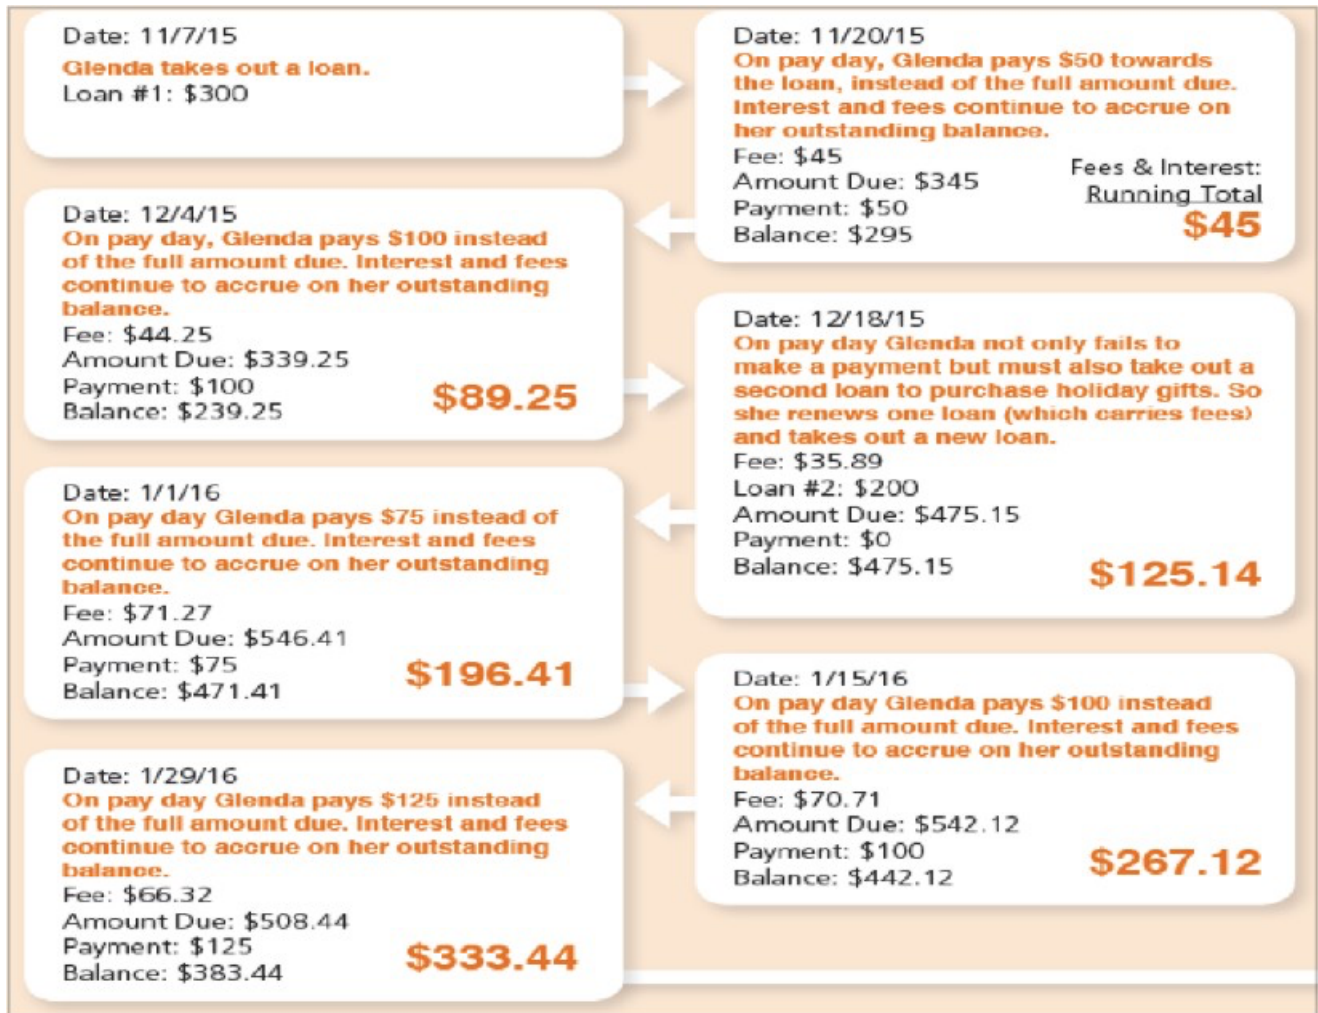 Date: 11/7/15
Glenda takes out a loan.
Loan #1: $300
Date: 11/20/15
On pay day, Glenda pays $50 towards
the loan, instead of the full amount due.
Interest and fees continue to accrue on
her outstanding balance.
Fee: $45
Amount Due: $345
Payment: $50
Balance: $295
Fees & Interest:
Running Total
$45
Date: 12/4/15
On pay day, Glenda pays $100 instead
of the full amount due. Interest and fees
continue to accrue on her outstanding
balance.
Fee: $44.25
Amount Due: $339.25
Payment: $100
Balance: $239.25
$89.25
Date: 12/18/15
On pay day Glenda not only fails to
make a payment but must also take out a
second loan to purchase holiday gifts. So
she renews one loan (which carries fees)
and takes out a new loan.
Fee: $35.89
Loan #2: $200
Amount Due: $475.15
Payment: $0
Balance: $475.15
$125.14
Date: 1/1/16
On pay day Glenda pays $75 instead of
the full amount due. Interest and fees
continue to accrue on her outstanding
balance.
Fee: $71.27
Amount Due: $546.41
Payment: $75
Balance: $471.41
$196.41
Date: 1/15/16
On pay day Glenda pays $100 instead
of the full amount due. Interest and fees
continue to accrue on her outstanding
balance.
Fee: $70.71
Amount Due: $542.12
Payment: $100
Balance: $442.12
$267.12
Date: 1/29/16
On pay day Glenda pays $125 instead
of the full amount due. Interest and fees
continue to accrue on her outstanding
balance.
Fee: $66.32
Amount Due: $508.44
Payment: $125
Balance: $383.44
$333.44